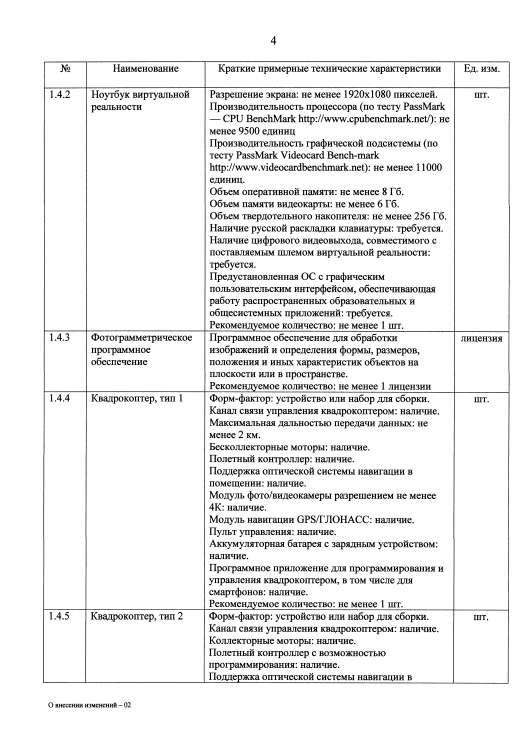 4
№ Наименование Краткие примерные технические характеристики Ед. изм.
1.4.2 Ноутбук виртуальной Разрешение экрана: не менее 1920x1080 пикселей. шт.
реальности Производительность процессора (по тесту PassMark
— CPU BenchMark http://www.cpubenchmark.net/): не
менее 9500 единиц
Производительность графической подсистемы (по
тесту PassMark Videocard Bench-mark
http://www.videocardbenchmark.net): не менее 11000
единиц.
Объем оперативной памяти: не менее 8 Гб.
Объем памяти видеокарты: не менее 6 Гб.
Объем твердотельного накопителя: не менее 256 Гб.
Наличие русской раскладки клавиатуры: требуется.
Наличие цифрового видеовыхода, совместимого с
поставляемым шлемом виртуальной реальности:
требуется.
Предустановленная ОС с графическим
пользовательским интерфейсом, обеспечивающая
работу распространенных образовательных и
общесистемных приложений: требуется.
Рекомендуемое количество: не менее 1 шт.
1.4.3 Фотограмметрическое Программное обеспечение для обработки лицензия
программное изображений и определения формы, размеров,
обеспечение положения и иных характеристик объектов на
плоскости или в пространстве.
Рекомендуемое количество: не менее 1 лицензии
1.4.4 Квадрокоптер, тип 1 Форм-фактор: устройство или набор для сборки. шт.
Канал связи управления квадрокоптером: наличие.
Максимальная дальностью передачи данных: не
менее 2 км.
Бесколлекторные моторы: наличие.
Полетный контроллер: наличие.
Поддержка оптической системы навигации в
помещении: наличие.
Модуль фото/видеокамеры разрешением не менее
4К: наличие.
Модуль навигации GPS/ГЛОНАСС: наличие.
Пульт управления: наличие.
Аккумуляторная батарея с зарядным устройством:
наличие.
Программное приложение для программирования и
управления квадрокоптером, в том числе для
смартфонов: наличие.
Рекомендуемое количество: не менее 1 шт.
1.4.5 Квадрокоптер, тип 2 Форм-фактор: устройство или набор для сборки. шт.
Канал связи управления квадрокоптером: наличие.
Коллекторные моторы: наличие.
Полетный контроллер с возможностью
программирования: наличие.
Поддержка оптической системы навигации в
О внесении изменений – 02